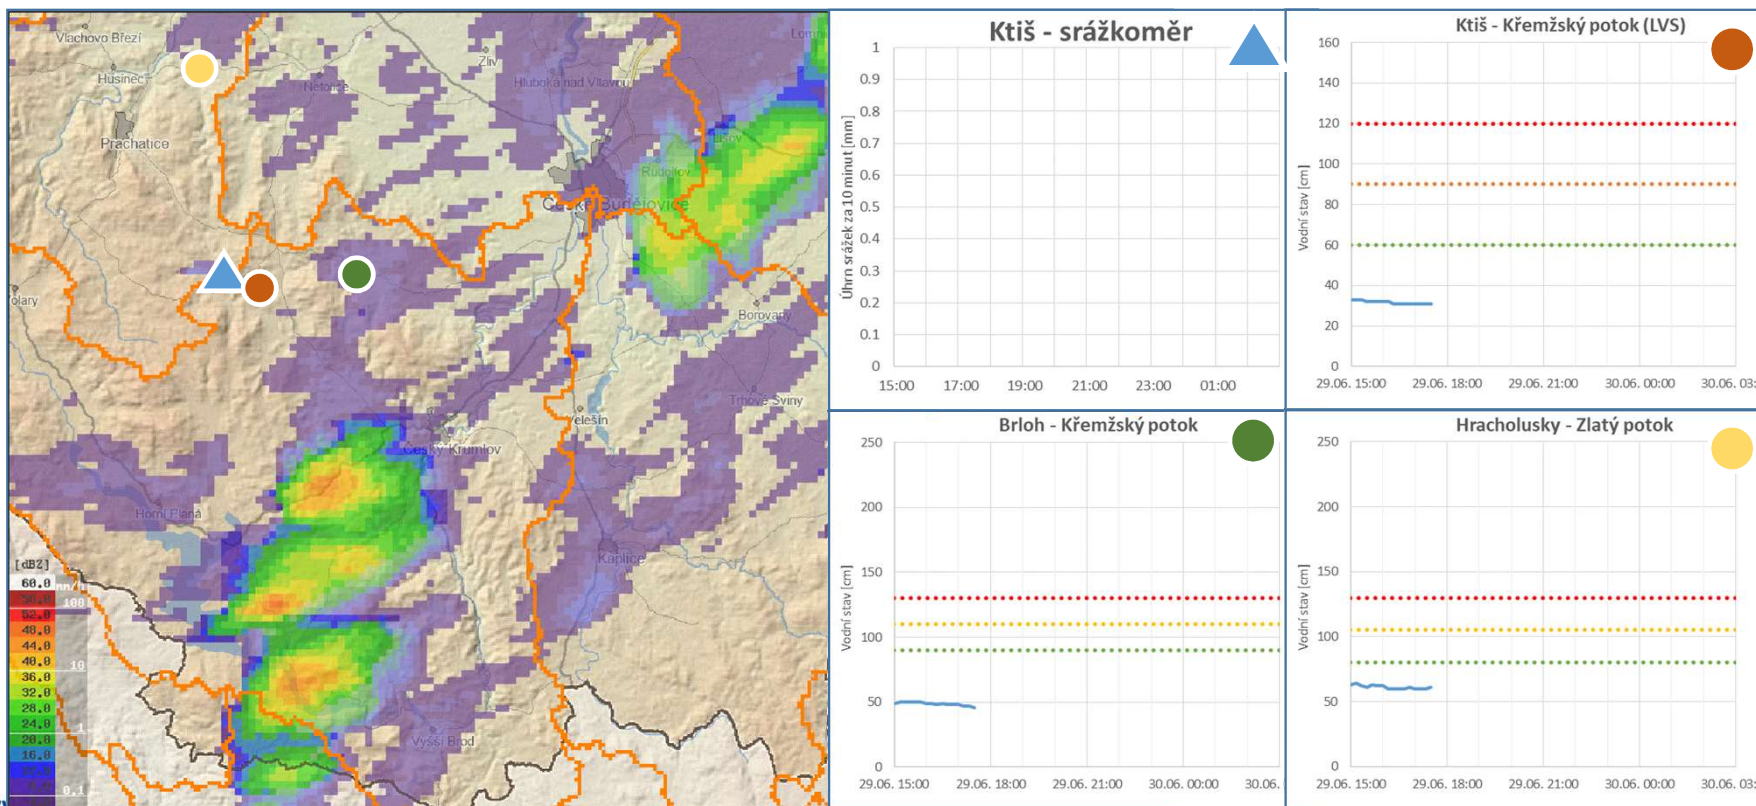 Vlachovo Březí
Husinec
Prachatice
Netolice
Zliv
Hluboká nad Vltavou
Lišov
Rudolfov
České Budějovice
olary
Borovany
Trhové Sviny
Velešín
Český Krumlov
Horní Planá
Kaplice
Vyšší Brod
[dBZ]
60.0
56.0
52.0
48.0
44.0
40.0
36.0
32.0
28.0
24.0
20.0
16.0
mm/h
100
10
1
0.1
Ktiš - srážkoměr
Úhrn srážek za 10 minut [mm]
1
0.9
0.8
0.7
0.6
0.5
0.4
0.3
0.2
0.1
0
15:00 17:00 19:00 21:00 23:00 01:00
Ktiš - Křemžský potok (LVS)
Vodní stav [cm]
160
140
120
100
80
60
40
20
0
29.06. 15:00 29.06. 18:00 29.06. 21:00 30.06. 00:00 30.06. 03:
Brloh - Křemžský potok
Vodní stav [cm]
250
200
150
100
50
0
29.06. 15:00 29.06. 18:00 29.06. 21:00 30.06. 00:00 30.06.
Hracholusky - Zlatý potok
Vodní stav [cm]
250
200
150
100
50
0
29.06. 15:00 29.06. 18:00 29.06. 21:00 30.06. 00:00 30.06. 03: